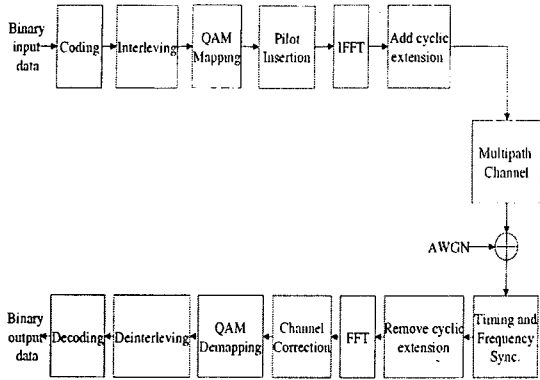 Binary
input
data
Coding
Interleving
QAM
Mapping
Pilot
Insertion
IFFT
Add cyclic
extension
Multipath
Channel
AWGN
Timing and
Frequency
Sync.
Remove cyclic
extension
FFT
Channel
Correction
QAM
Demapping
Deinterleving
Decoding
Binary
output
data